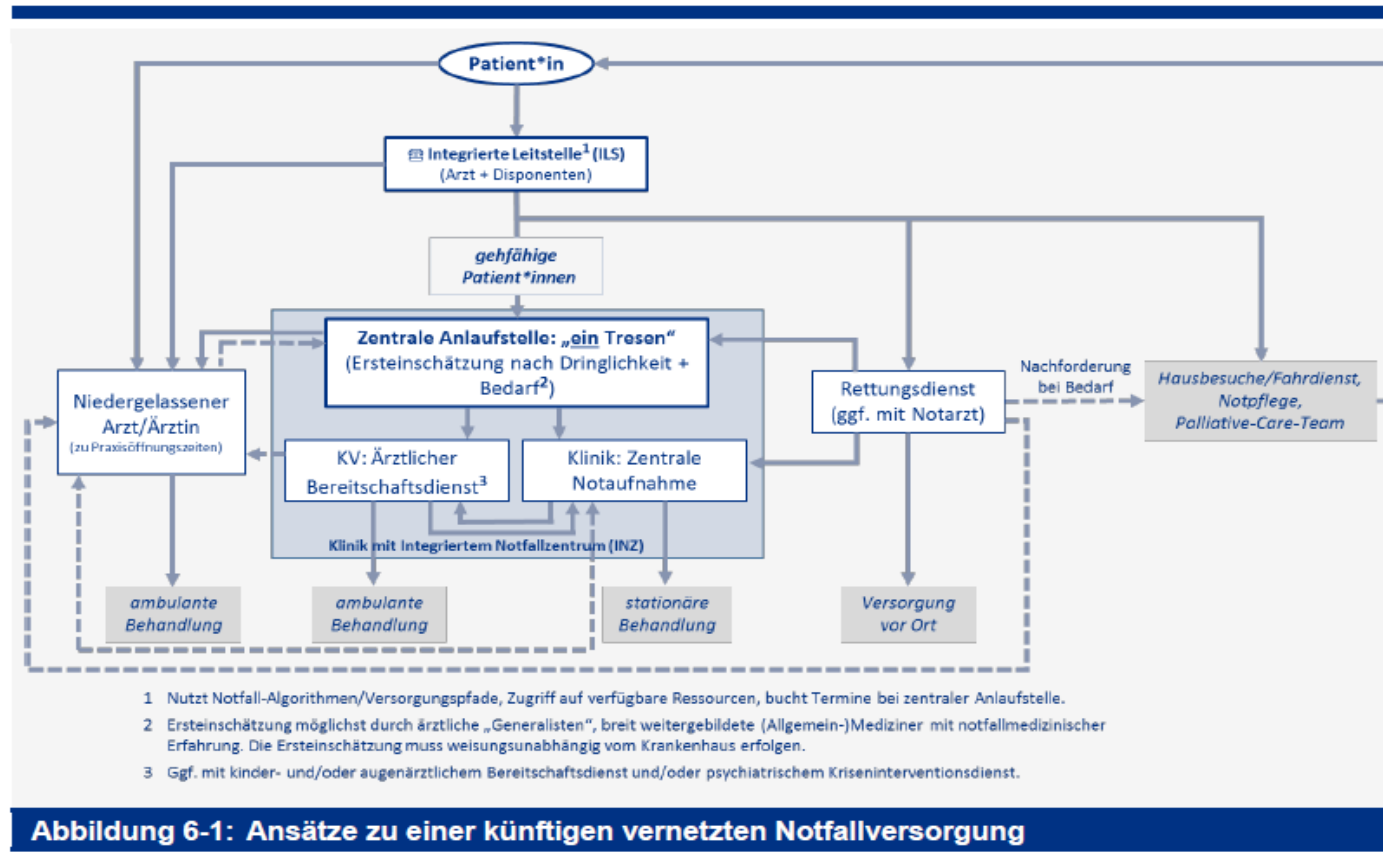 Patient*in
☎ Integrierte Leitstelle¹ (ILS)
(Arzt + Disponenten)
gehfähige
Patient*innen
Zentrale Anlaufstelle: „ein Tresen“
(Ersteinschätzung nach Dringlichkeit +
Bedarf²)
Niedergelassener
Arzt/Ärztin
(zu Praxisöffnungszeiten)
KV: Ärztlicher
Bereitschaftsdienst³
Klinik: Zentrale
Notaufnahme
Klinik mit Integriertem Notfallzentrum (INZ)
Rettungsdienst
(ggf. mit Notarzt)
Nachforderung
bei Bedarf
Hausbesuche/Fahrdienst,
Notpflege,
Palliative-Care-Team
ambulante
Behandlung
ambulante
Behandlung
stationäre
Behandlung
Versorgung
vor Ort
1 Nutzt Notfall-Algorithmen/Versorgungspfade, Zugriff auf verfügbare Ressourcen, bucht Termine bei zentraler Anlaufstelle.
2 Ersteinschätzung möglichst durch ärztliche „Generalisten“, breit weitergebildete (Allgemein-)Mediziner mit notfallmedizinischer
Erfahrung. Die Ersteinschätzung muss weisungsunabhängig vom Krankenhaus erfolgen.
3 Ggf. mit kinder- und/oder augenärztlichem Bereitschaftsdienst und/oder psychiatrischem Kriseninterventionsdienst.
Abbildung 6-1: Ansätze zu einer künftigen vernetzten Notfallversorgung